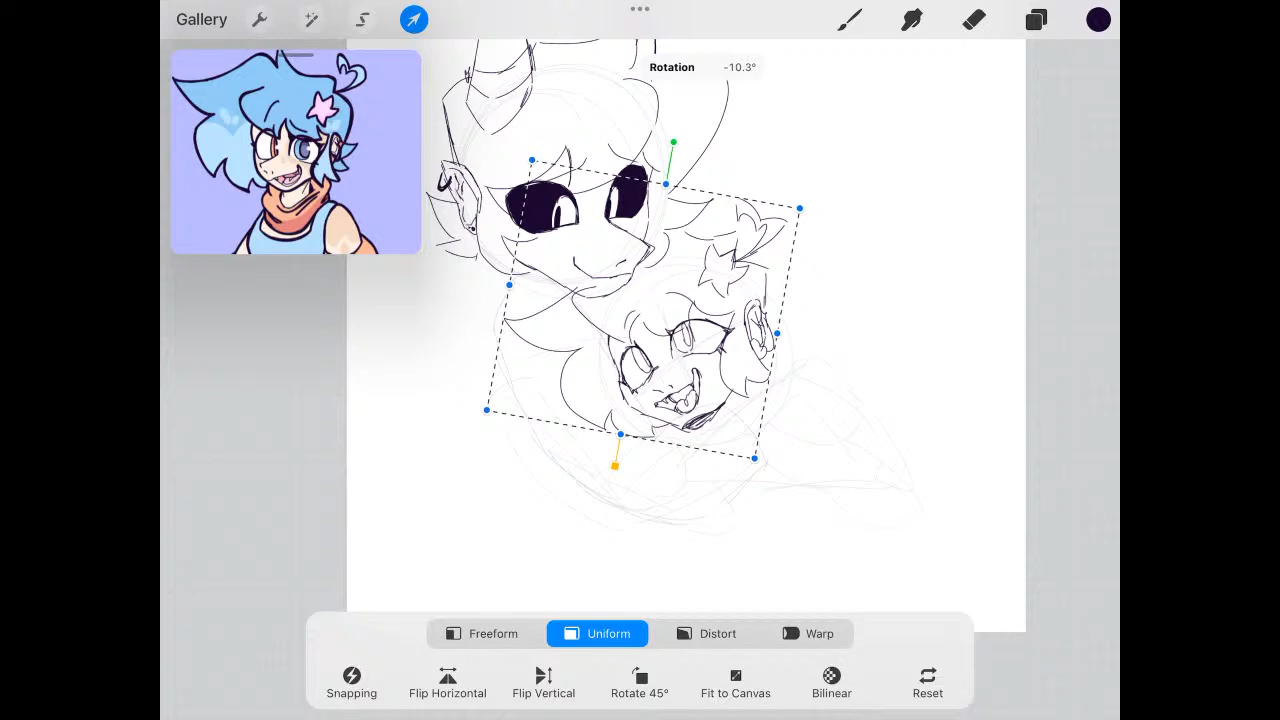 Gallery
Rotation -10.3°
Freeform Uniform Distort Warp
Snapping Flip Horizontal Flip Vertical Rotate 45° Fit to Canvas Bilinear Reset